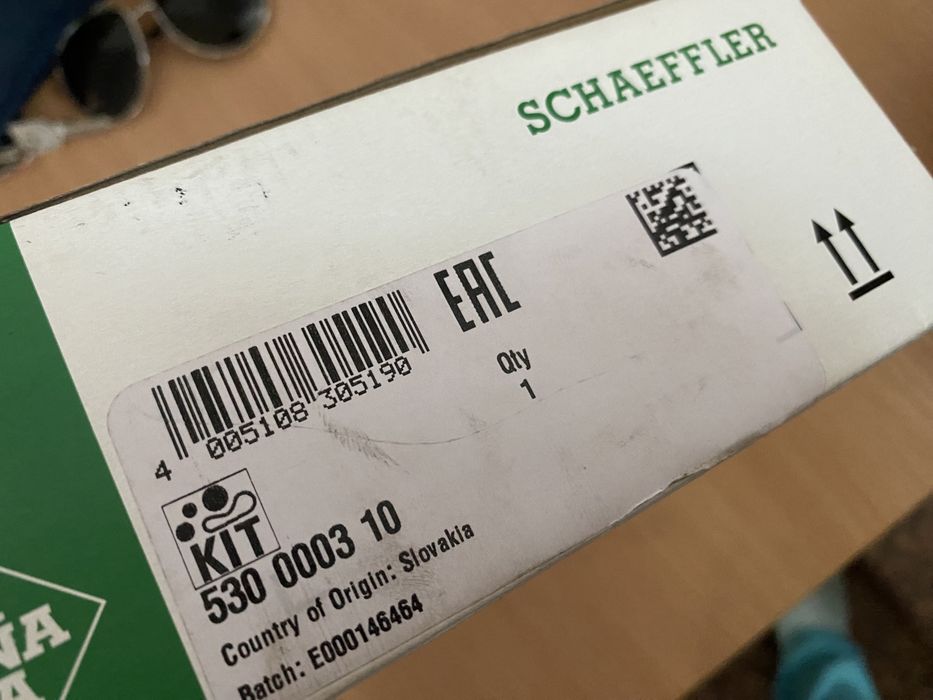 SCHAEFFLER
EAC
4 005108 305190
Qty
1
KIT
530 0003 10
Country of Origin: Slovakia
Batch: E000146464